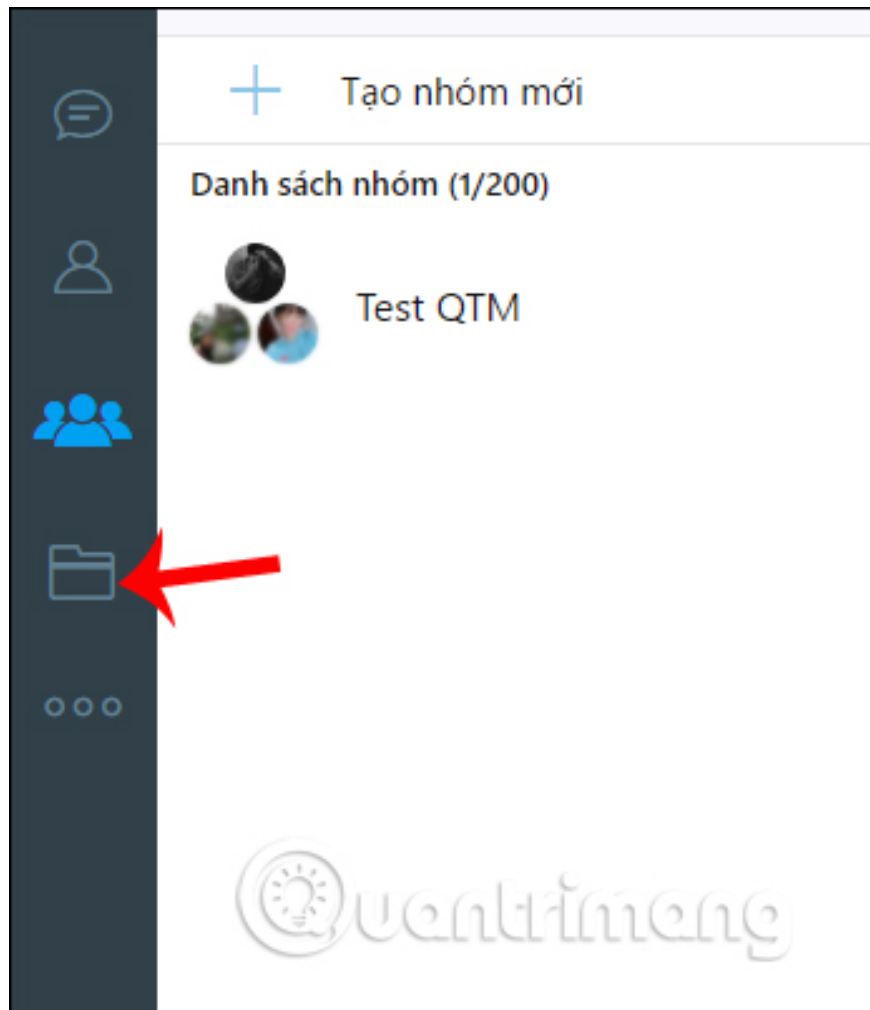 Tạo nhóm mới
Danh sách nhóm (1/200)
Test QTM
Quantrimang